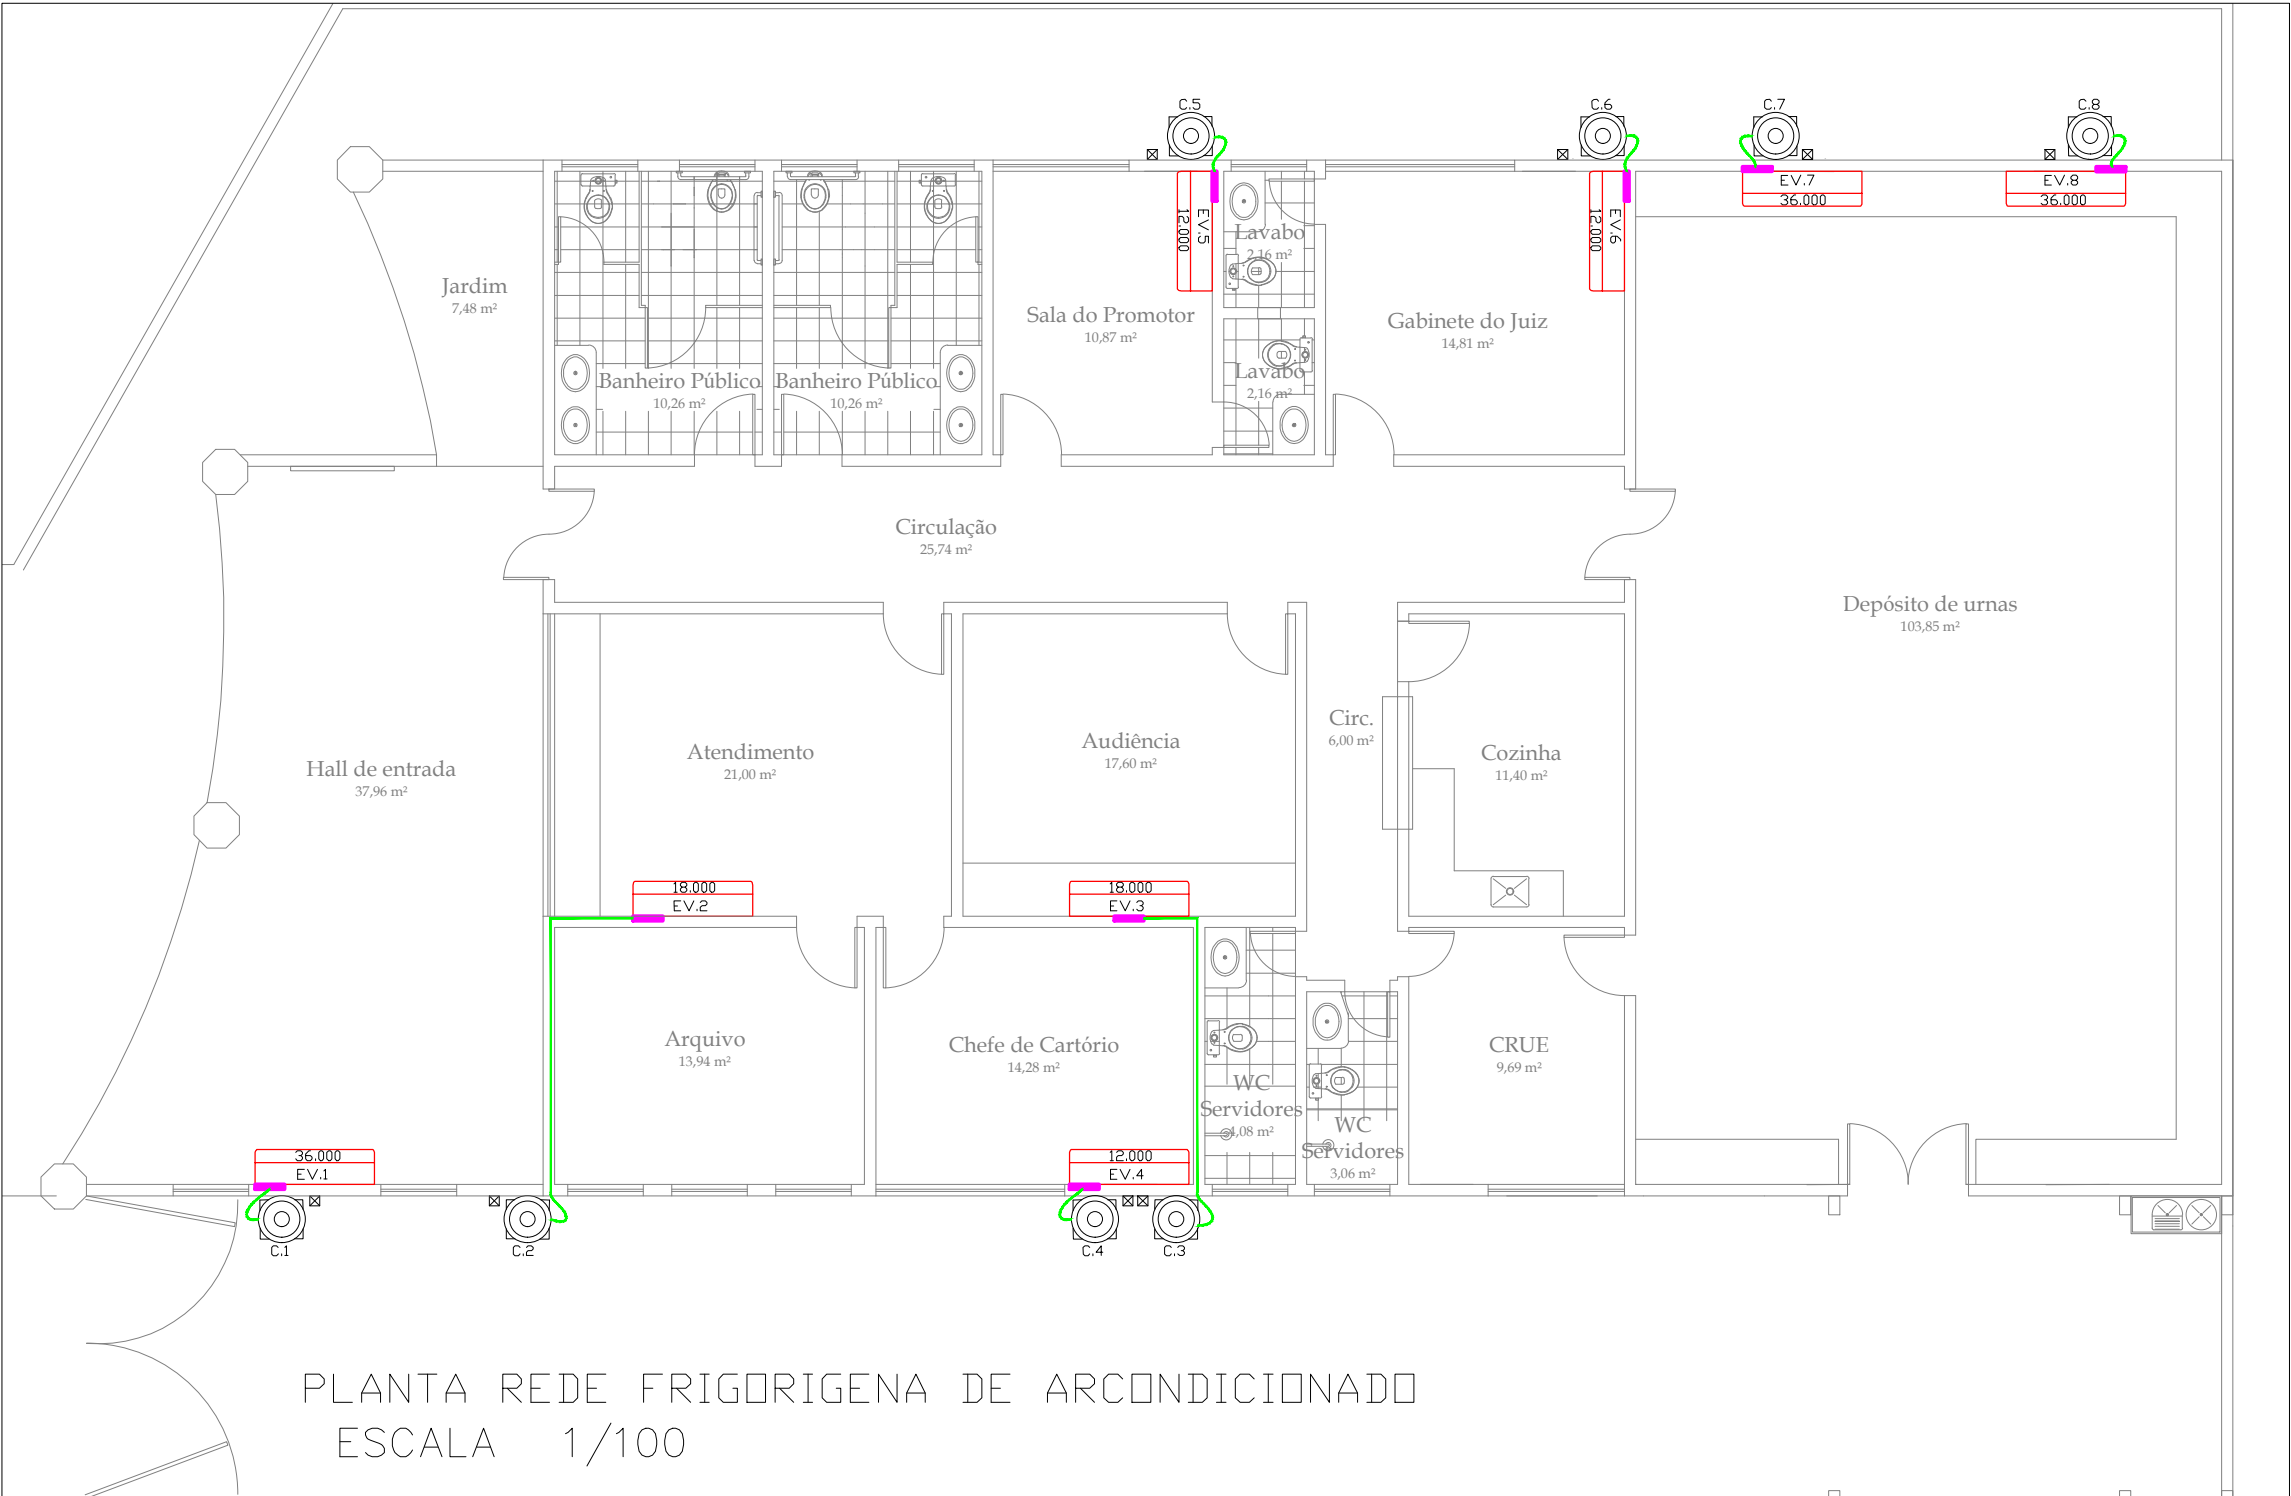 C.5
C.6
C.7
C.8
EV.5
12.000
EV.6
12.000
EV.7
36.000
EV.8
36.000
Lavabo
2,16 m²
Jardim
7,48 m²
Sala do Promotor
10,87 m²
Gabinete do Juiz
14,81 m²
Banheiro Público
10,26 m²
Banheiro Público
10,26 m²
Lavabo
2,16 m²
Circulação
25,74 m²
Depósito de urnas
103,85 m²
Hall de entrada
37,96 m²
Atendimento
21,00 m²
Audiência
17,60 m²
Circ.
6,00 m²
Cozinha
11,40 m²
18.000
EV.2
18.000
EV.3
Arquivo
13,94 m²
Chefe de Cartório
14,28 m²
WC
Servidores
4,08 m²
WC
Servidores
3,06 m²
CRUE
9,69 m²
36.000
EV.1
12.000
EV.4
C.1
C.2
C.4
C.3
PLANTA REDE FRIGORIGENA DE ARCONDICIONADO
ESCALA 1/100